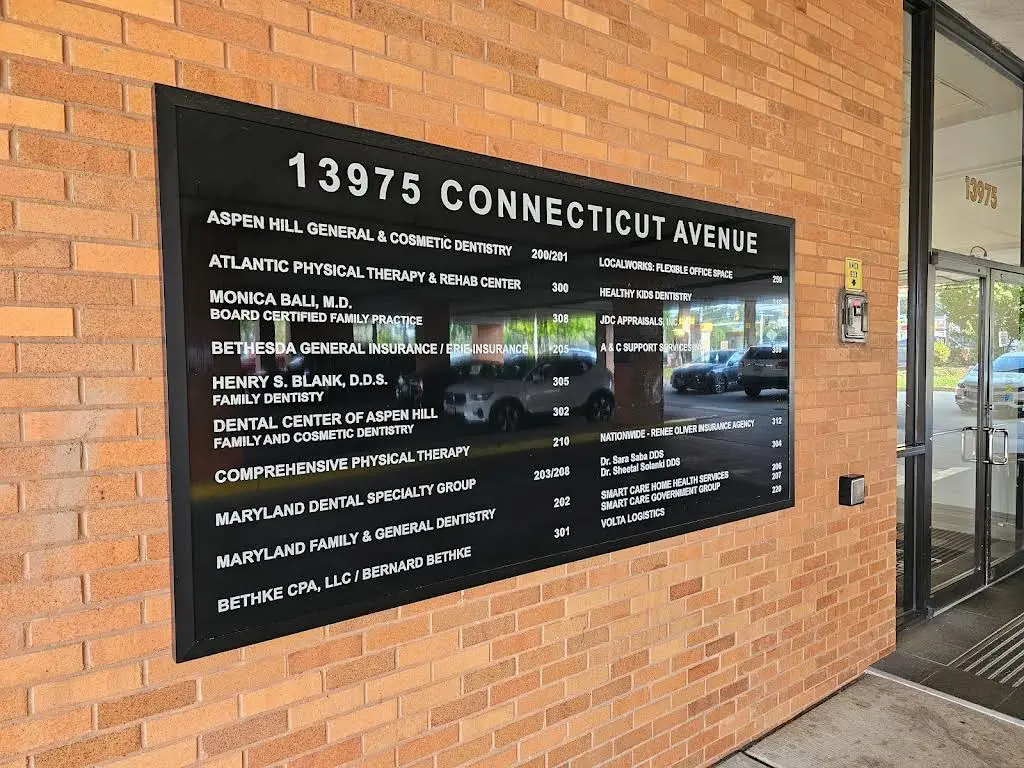 13975 CONNECTICUT AVENUE
ASPEN HILL GENERAL & COSMETIC DENTISTRY 200/201
ATLANTIC PHYSICAL THERAPY & REHAB CENTER 300
MONICA BALI, M.D.
BOARD CERTIFIED FAMILY PRACTICE 308
BETHESDA GENERAL INSURANCE / ERIE INSURANCE 205
HENRY S. BLANK, D.D.S. 305
FAMILY DENTISTY
DENTAL CENTER OF ASPEN HILL 302
FAMILY AND COSMETIC DENTISTRY
COMPREHENSIVE PHYSICAL THERAPY 210
MARYLAND DENTAL SPECIALTY GROUP 203/208
MARYLAND FAMILY & GENERAL DENTISTRY 202
BETHKE CPA, LLC / BERNARD BETHKE 301
LOCALWORKS: FLEXIBLE OFFICE SPACE 250
HEALTHY KIDS DENTISTRY
JDC APPRAISALS, INC
A & C SUPPORT SERVICES
NATIONWIDE - RENEE OLIVER INSURANCE AGENCY 312
Dr. Sara Saba DDS 304
Dr. Sheetal Solanki DDS
SMART CARE HOME HEALTH SERVICES 206
SMART CARE GOVERNMENT GROUP 207
VOLTA LOGISTICS 220
13975